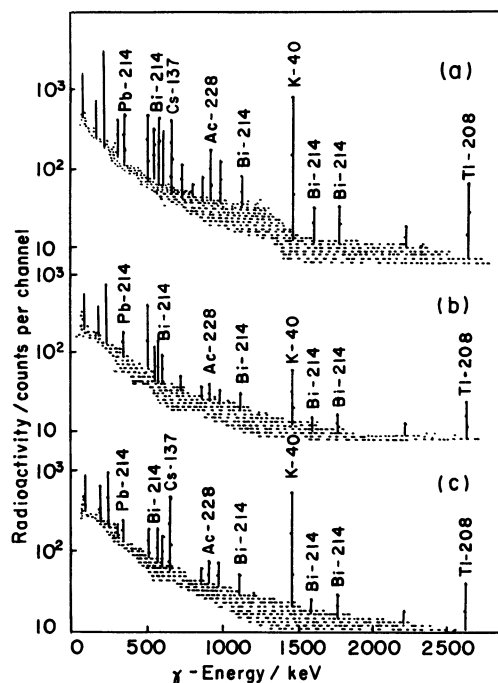 Radioactivity / counts per channel
10³
10²
10
Pb-214
Bi-214
Cs-137
Ac-228
Bi-214
K-40
Bi-214
Bi-214
Tl-208
(a)
10³
10²
10
Pb-214
Bi-214
Ac-228
Bi-214
K-40
Bi-214
Bi-214
Tl-208
(b)
10³
10²
10
Pb-214
Bi-214
Cs-137
Ac-228
Bi-214
K-40
Bi-214
Bi-214
Tl-208
(c)
0 500 1000 1500 2000 2500
γ-Energy / keV